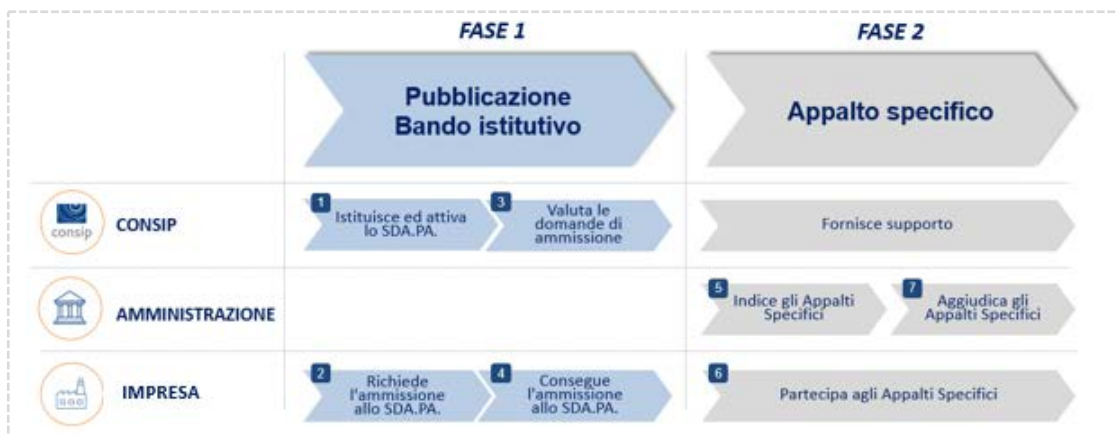 FASE 1
FASE 2
Pubblicazione
Bando istitutivo
Appalto specifico
consip
CONSIP
1
Istituisce ed attiva
lo SDA.PA.
3
Valuta le
domande di
ammissione
Fornisce supporto
AMMINISTRAZIONE
5
Indice gli Appalti
Specifici
7
Aggiudica gli
Appalti Specifici
IMPRESA
2
Richiede
l'ammissione
allo SDA.PA.
4
Consegue
l'ammissione
allo SDA.PA.
6
Partecipa agli Appalti Specifici